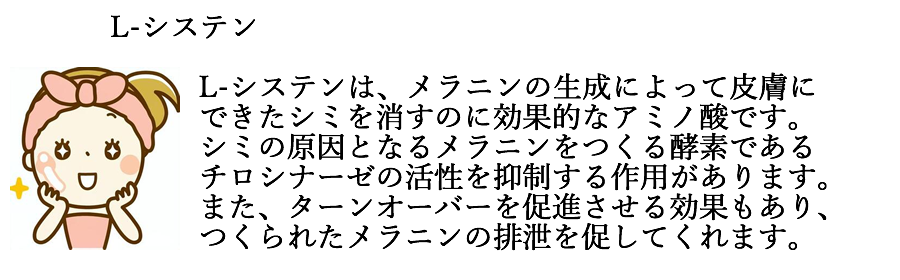 L-システン
L-システンは、メラニンの生成によって皮膚に
できたシミを消すのに効果的なアミノ酸です。
シミの原因となるメラニンをつくる酵素である
チロシナーゼの活性を抑制する作用があります。
また、ターンオーバーを促進させる効果もあり、
つくられたメラニンの排泄を促してくれます。